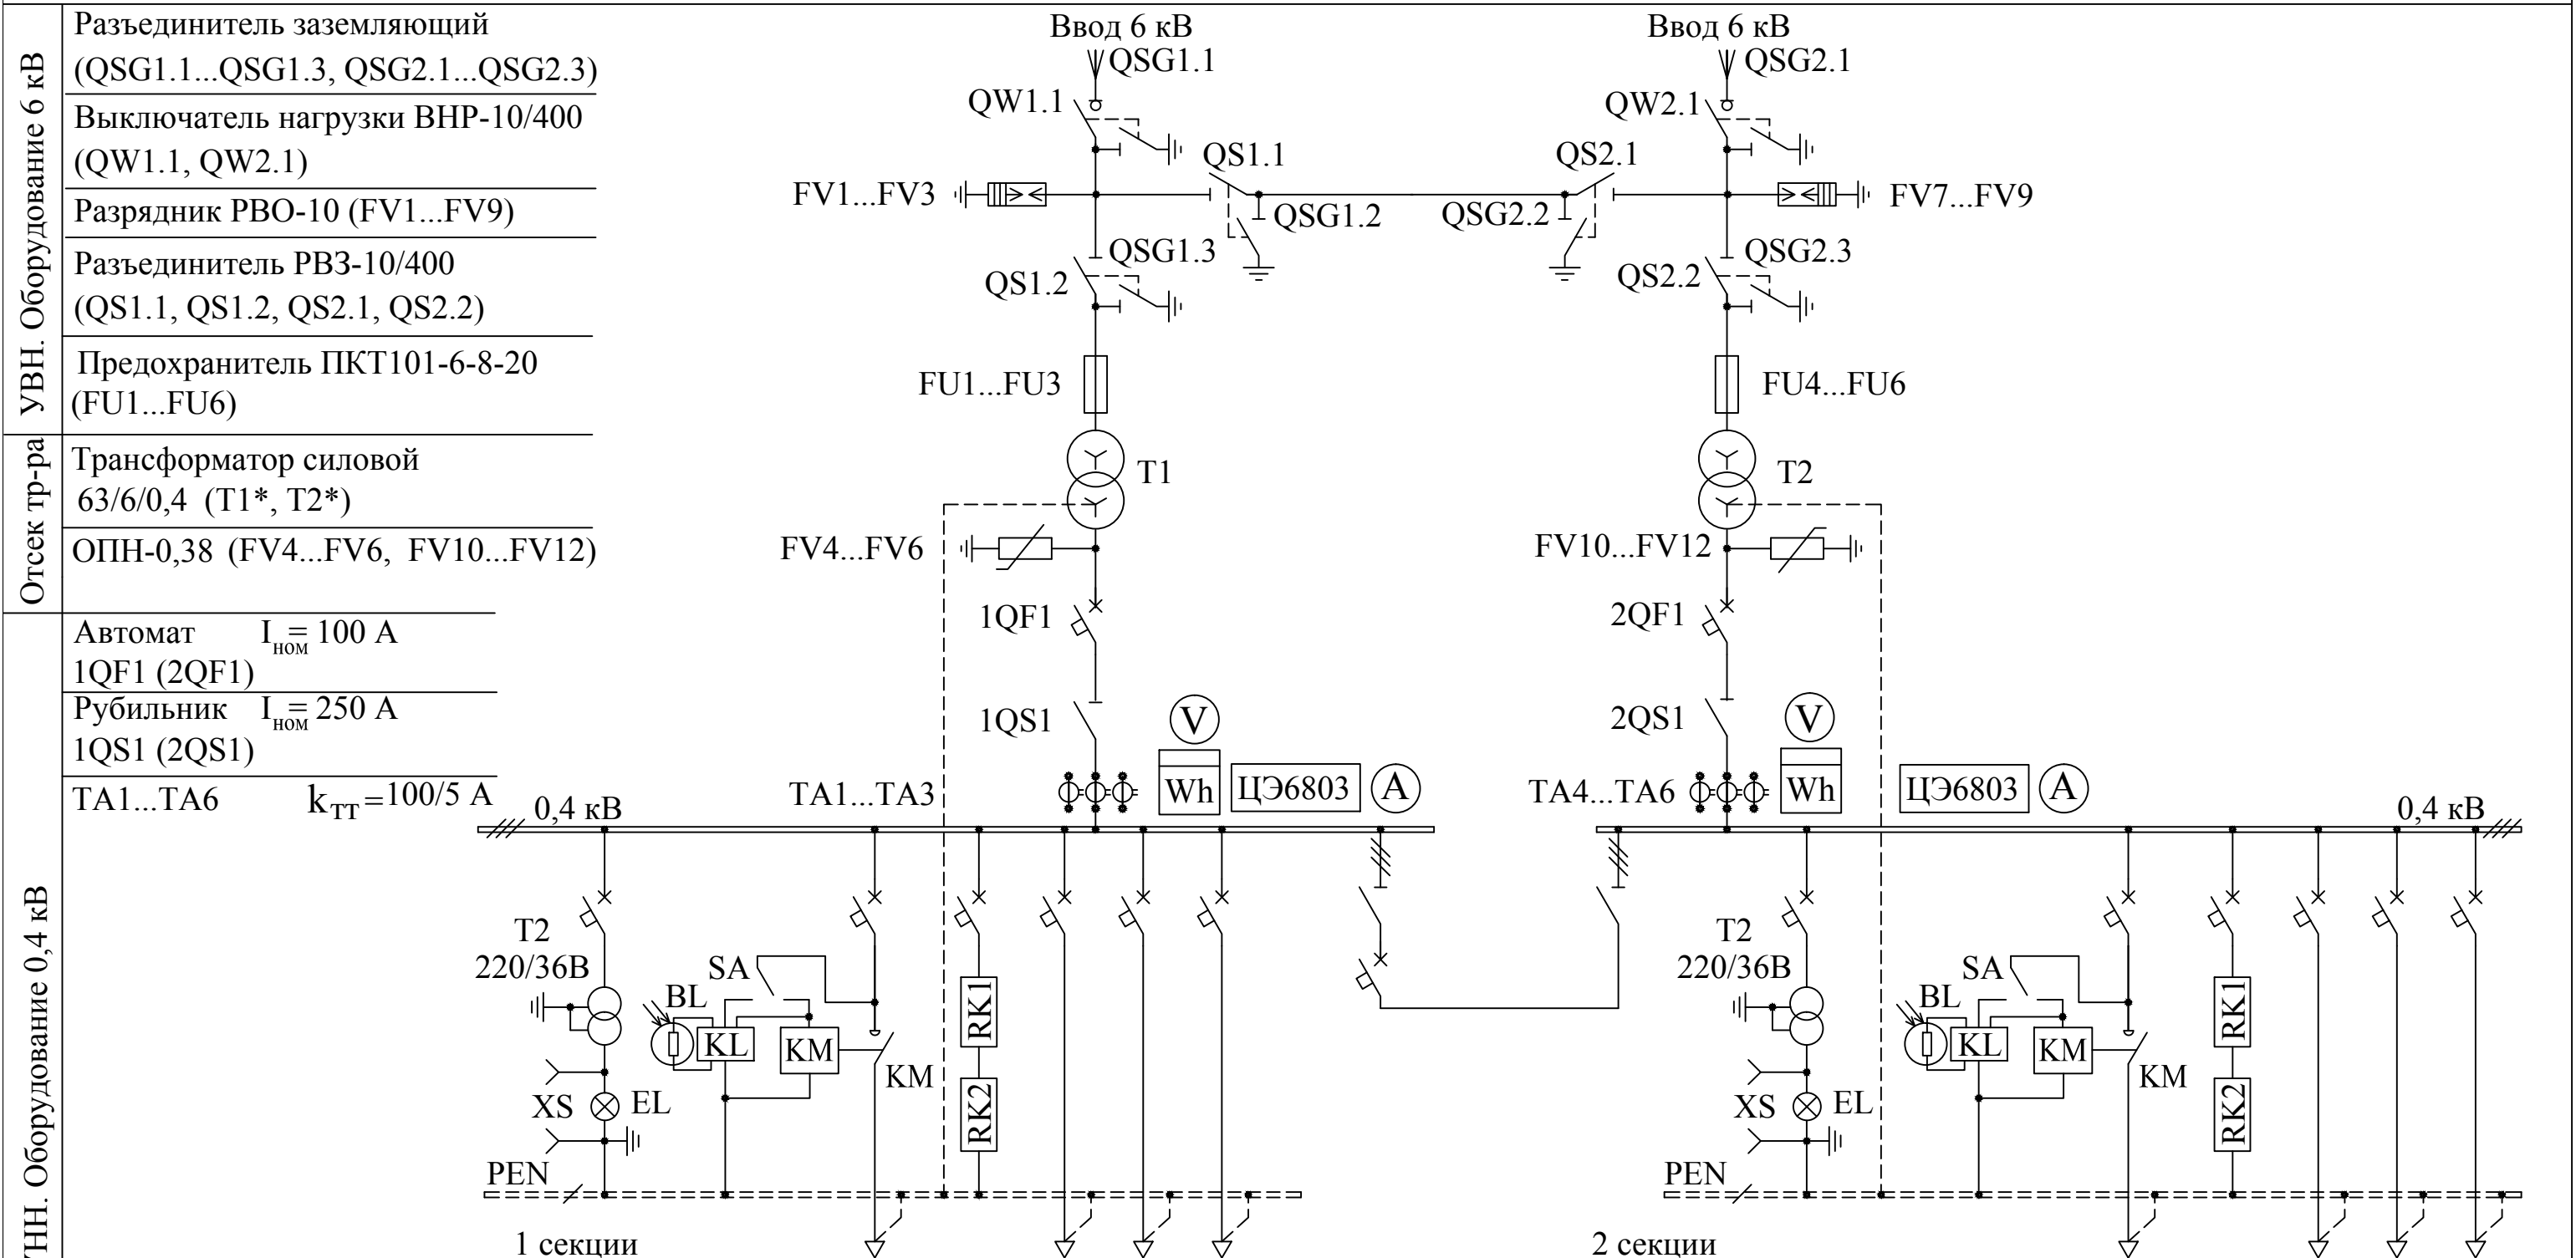 УВН. Оборудование 6 кВ
Разъединитель заземляющий
(QSG1.1...QSG1.3, QSG2.1...QSG2.3)
Выключатель нагрузки ВНР-10/400
(QW1.1, QW2.1)
Разрядник РВО-10 (FV1...FV9)
Разъединитель РВЗ-10/400
(QS1.1, QS1.2, QS2.1, QS2.2)
Предохранитель ПКТ101-6-8-20
(FU1...FU6)
Отсек тр-ра
Трансформатор силовой
63/6/0,4 (T1*, T2*)
ОПН-0,38 (FV4...FV6, FV10...FV12)
Автомат Iном= 100 А
1QF1 (2QF1)
Рубильник Iном= 250 А
1QS1 (2QS1)
TA1...TA6 kТТ=100/5 А
Ввод 6 кВ
QSG1.1
QW1.1
FV1...FV3
QS1.1
QSG1.2
QSG1.3
QS1.2
FU1...FU3
T1
FV4...FV6
1QF1
1QS1
V
TA1...TA3
Wh
ЦЭ6803
A
0,4 кВ
Ввод 6 кВ
QSG2.1
QW2.1
QS2.1
QSG2.2
FV7...FV9
QSG2.3
QS2.2
FU4...FU6
T2
FV10...FV12
2QF1
2QS1
V
TA4...TA6
Wh
ЦЭ6803
A
0,4 кВ
Оборудование 0,4 кВ
T2
220/36В
SA
BL
KL
KM
KM
RK1
RK2
XS
EL
PEN
1 секции
T2
220/36В
SA
BL
KL
KM
KM
RK1
RK2
XS
EL
PEN
2 секции